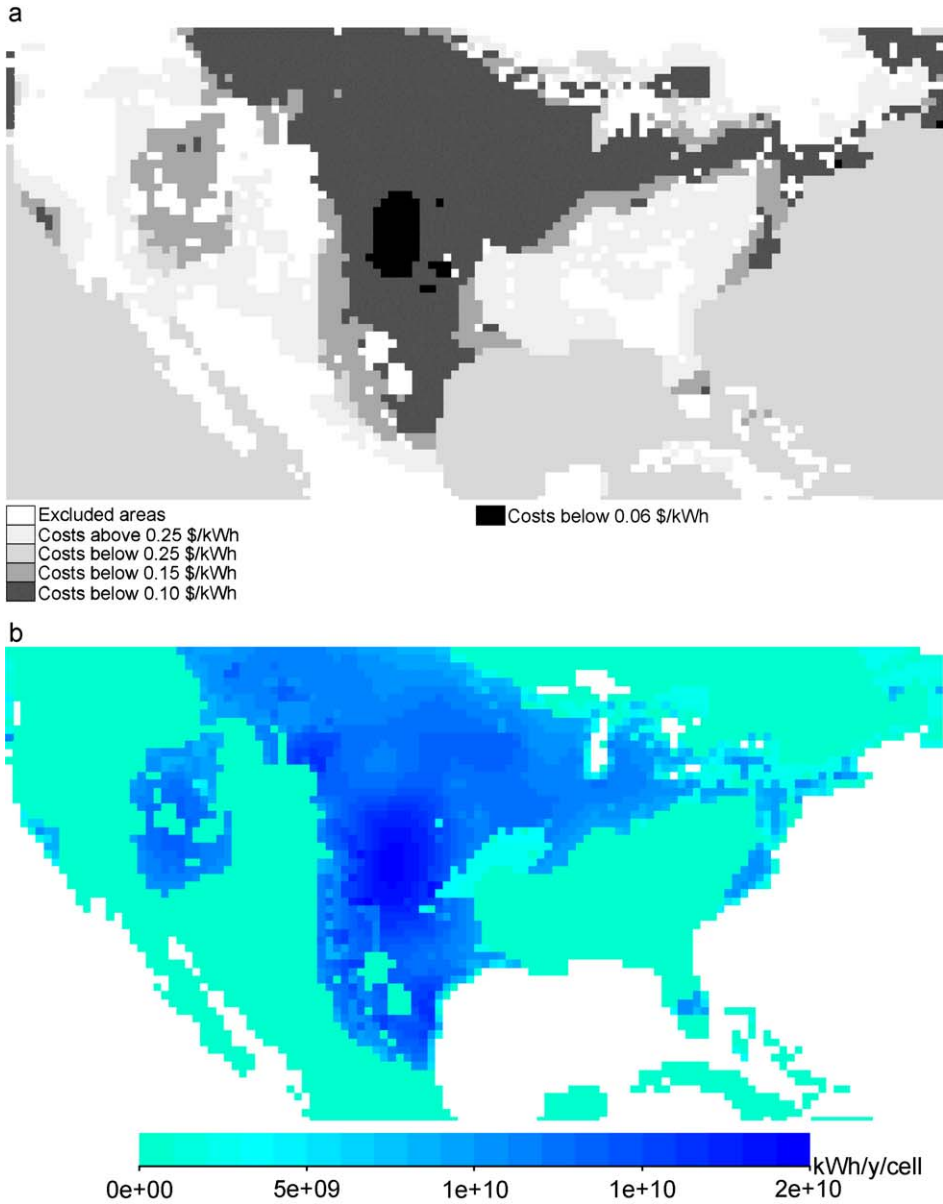 a
Excluded areas
Costs above 0.25 $/kWh
Costs below 0.25 $/kWh
Costs below 0.15 $/kWh
Costs below 0.10 $/kWh
Costs below 0.06 $/kWh
b
kWh/y/cell
0e+00 5e+09 1e+10 1e+10 2e+10